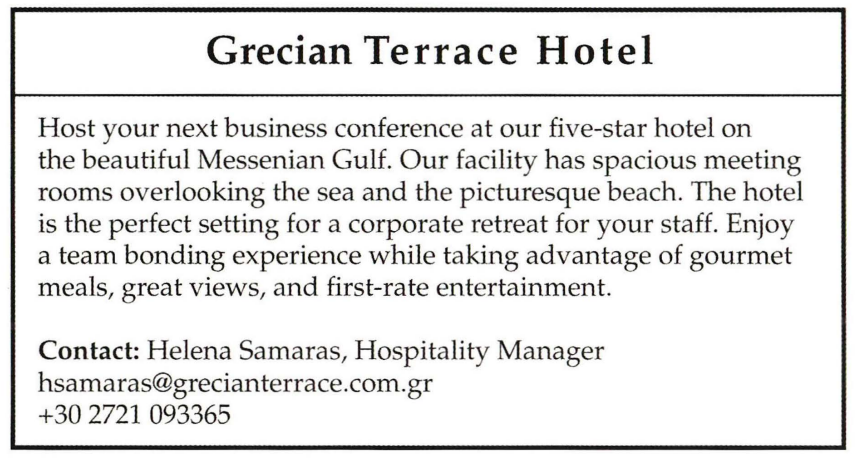 Grecian Terrace Hotel
Host your next business conference at our five-star hotel on
the beautiful Messenian Gulf. Our facility has spacious meeting
rooms overlooking the sea and the picturesque beach. The hotel
is the perfect setting for a corporate retreat for your staff. Enjoy
a team bonding experience while taking advantage of gourmet
meals, great views, and first-rate entertainment.
Contact: Helena Samaras, Hospitality Manager
hsamaras@grecianterrace.com.gr
+30 2721 093365